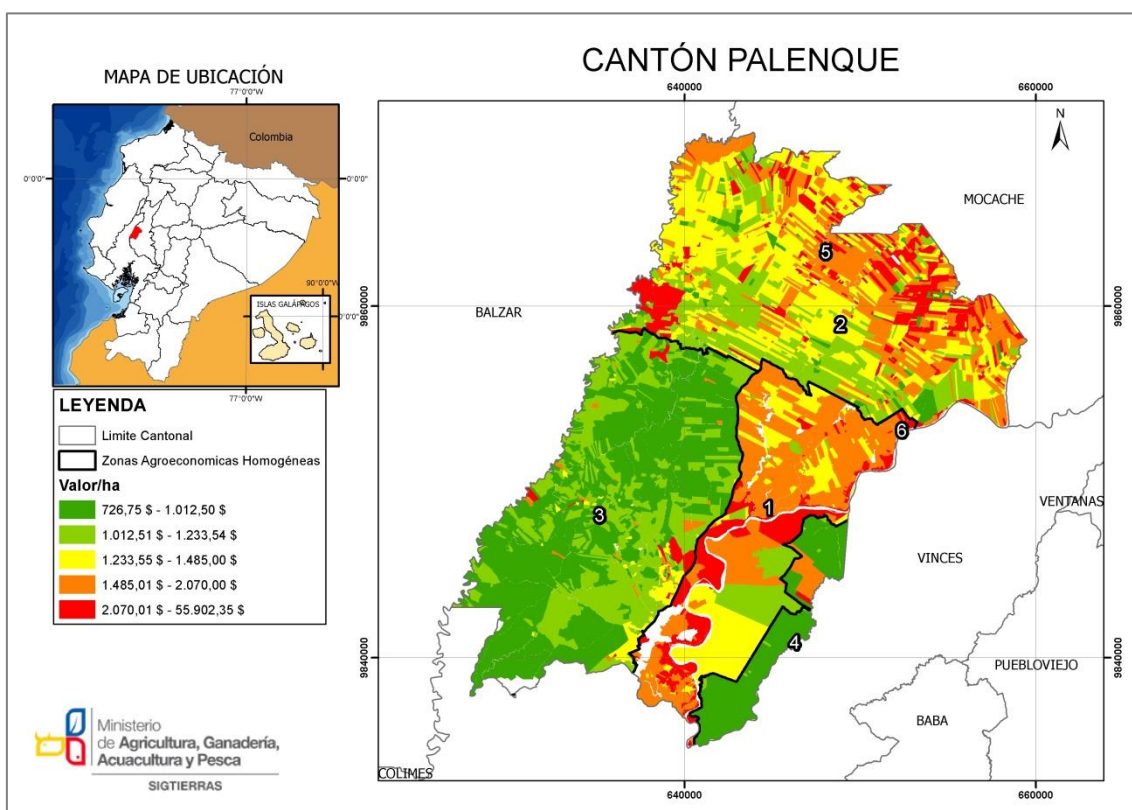 CANTÓN PALENQUE
MAPA DE UBICACIÓN
77°0'0"W
Colombia
0°0'0"
0°0'0"
90°0'0"W
ISLAS GALÁPAGOS
0°0'0"
77°0'0"W
LEYENDA
Limite Cantonal
Zonas Agroeconomicas Homogéneas
Valor/ha
726,75 $ - 1.012,50 $
1.012,51 $ - 1.233,54 $
1.233,55 $ - 1.485,00 $
1.485,01 $ - 2.070,00 $
2.070,01 $ - 55.902,35 $
Ministerio
de Agricultura, Ganadería,
Acuacultura y Pesca
SIGTIERRAS
640000
660000
N
MOCACHE
5
BALZAR
9860000
9860000
2
6
VENTANAS
3
1
VINCES
4
9840000
9840000
PUEBLOVIEJO
BABA
COLIMES
640000
660000